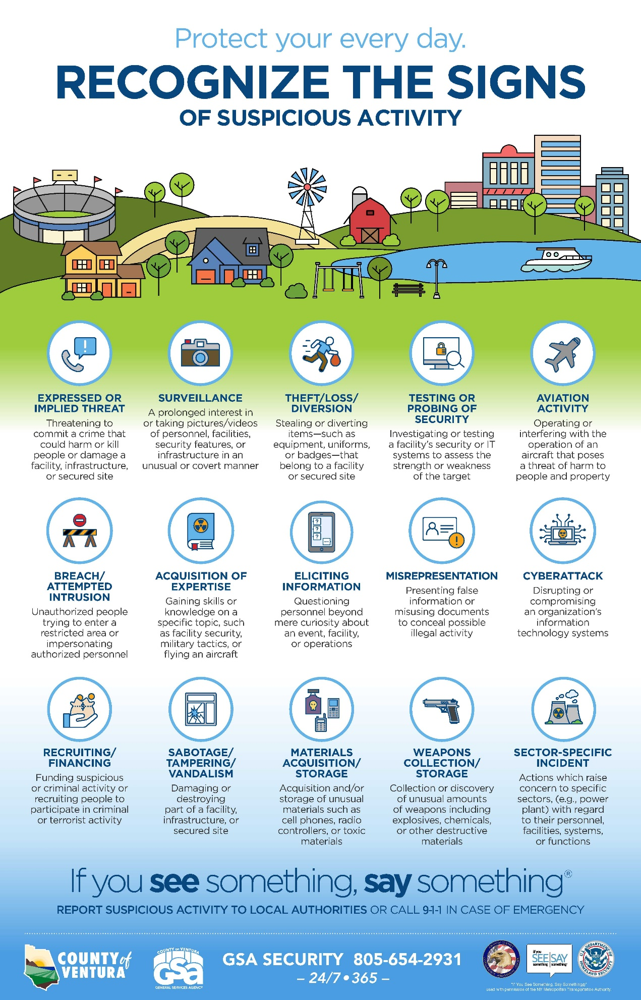 Protect your every day.
RECOGNIZE THE SIGNS
OF SUSPICIOUS ACTIVITY
EXPRESSED OR
IMPLIED THREAT
Threatening to
commit a crime that
could harm or kill
people or damage a
facility, infrastructure,
or secured site
SURVEILLANCE
A prolonged interest in
or taking pictures/videos
of personnel, facilities,
security features, or
infrastructure in an
unusual or covert manner
THEFT/LOSS/
DIVERSION
Stealing or diverting
items—such as
equipment, uniforms,
or badges—that
belong to a facility
or secured site
TESTING OR
PROBING OF
SECURITY
Investigating or testing
a facility's security or IT
systems to assess the
strength or weakness
of the target
AVIATION
ACTIVITY
Operating or
interfering with the
operation of an
aircraft that poses
a threat of harm to
people and property
BREACH/
ATTEMPTED
INTRUSION
Unauthorized people
trying to enter a
restricted area or
impersonating
authorized personnel
ACQUISITION OF
EXPERTISE
Gaining skills or
knowledge on a
specific topic, such
as facility security,
military tactics, or
flying an aircraft
ELICITING
INFORMATION
Questioning
personnel beyond
mere curiosity about
an event, facility,
or operations
MISREPRESENTATION
Presenting false
information or
misusing documents
to conceal possible
illegal activity
CYBERATTACK
Disrupting or
compromising
an organization's
information
technology systems
RECRUITING/
FINANCING
Funding suspicious
or criminal activity or
recruiting people to
participate in criminal
or terrorist activity
SABOTAGE/
TAMPERING/
VANDALISM
Damaging or
destroying
part of a facility,
infrastructure, or
secured site
MATERIALS
ACQUISITION/
STORAGE
Acquisition and/or
storage of unusual
materials such as
cell phones, radio
controllers, or toxic
materials
WEAPONS
COLLECTION/
STORAGE
Collection or discovery
of unusual amounts
of weapons including
explosives, chemicals,
or other destructive
materials
SECTOR-SPECIFIC
INCIDENT
Actions which raise
concern to specific
sectors, (e.g., power
plant) with regard
to their personnel,
facilities, systems,
or functions
If you see something, say something®
REPORT SUSPICIOUS ACTIVITY TO LOCAL AUTHORITIES OR CALL 9-1-1 IN CASE OF EMERGENCY
COUNTY of
VENTURA
COUNTY OF VENTURA
GSa
GENERAL SERVICES AGENCY
GSA SECURITY 805-654-2931
– 24/7 • 365 –
if you
SEE SAY
something something
U.S. DEPARTMENT OF
HOMELAND SECURITY
"If You See Something, Say Something®"
used with permission of the NY Metropolitan Transportation Authority.